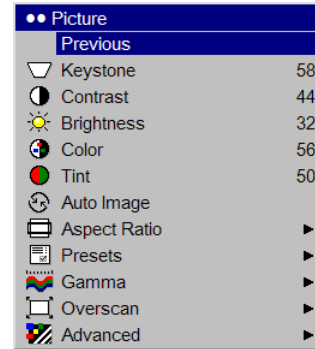 Picture
Previous
Keystone 58
Contrast 44
Brightness 32
Color 56
Tint 50
Auto Image
Aspect Ratio
Presets
Gamma
Overscan
Advanced